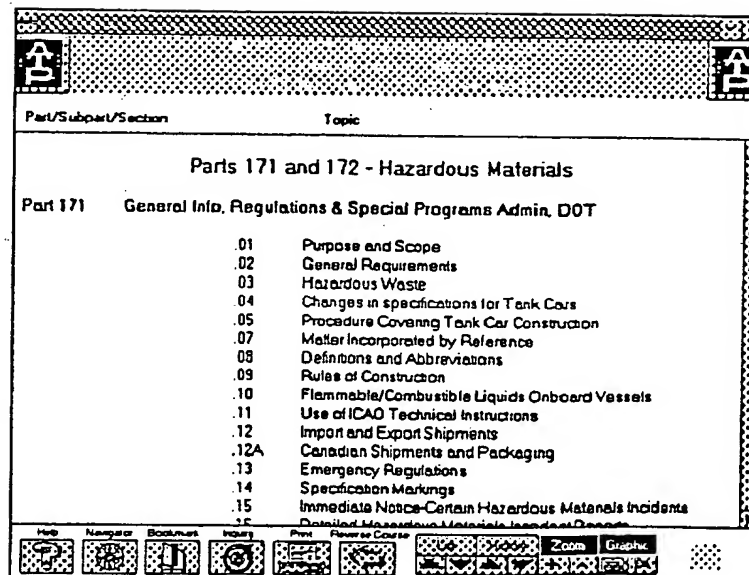 Part/Subpart/Section Topic
Parts 171 and 172 - Hazardous Materials
Part 171 General Info, Regulations & Special Programs Admin, DOT
.01 Purpose and Scope
.02 General Requirements
.03 Hazardous Waste
.04 Changes in specifications for Tank Cars
.05 Procedure Covering Tank Car Construction
.07 Matter Incorporated by Reference
.08 Definitions and Abbreviations
.09 Rules of Construction
.10 Flammable/Combustible Liquids Onboard Vessels
.11 Use of ICAO Technical Instructions
.12 Import and Export Shipments
.12A Canadian Shipments and Packaging
.13 Emergency Regulations
.14 Specification Markings
.15 Immediate Notice-Certain Hazardous Materials Incidents
Detailed Hazardous Materials Incident Reports
Help Navigator Bookmark Inquiry Print Reverse Course Zoom Graphic